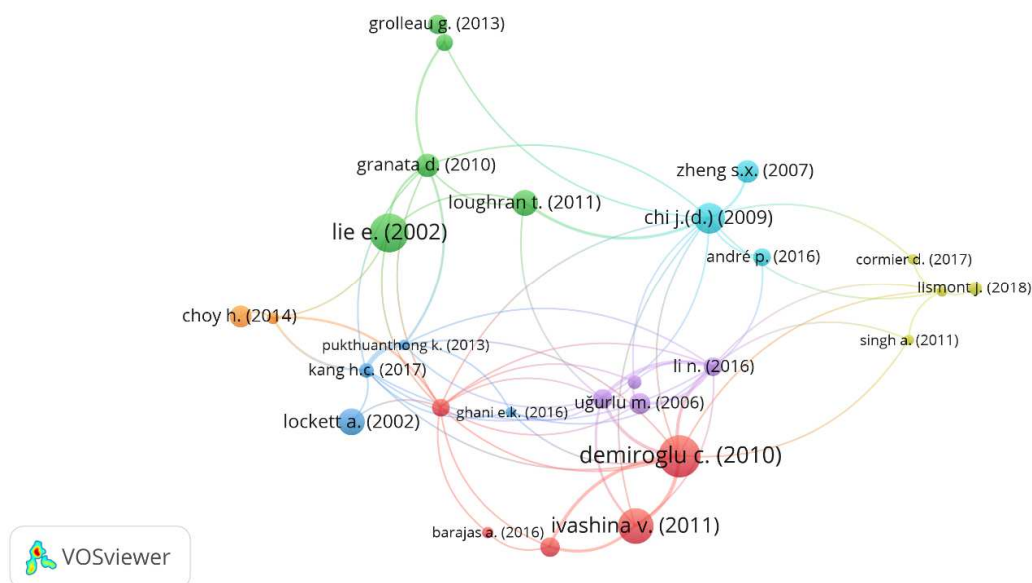 grolleau g. (2013)
granata d. (2010)
zheng s.x. (2007)
loughran t. (2011)
chi j.(d.) (2009)
lie e. (2002)
andré p. (2016)
cormier d. (2017)
lismont j. (2018)
choy h. (2014)
pukthuanthong k. (2013)
singh a. (2011)
kang h.c. (2017)
li n. (2016)
uğurlu m. (2006)
ghani e.k. (2016)
lockett a. (2002)
demiroglu c. (2010)
ivashina v. (2011)
barajas a. (2016)
VOSviewer